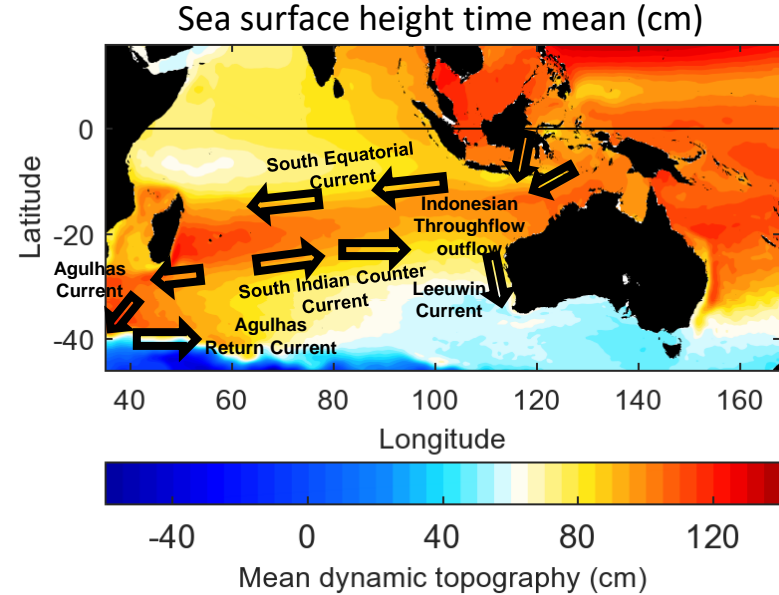 Sea surface height time mean (cm)
0
-20
-40
Latitude
South Equatorial
Current
Indonesian
Throughflow
outflow
Agulhas
Current
South Indian Counter
Current
Leeuwin
Current
Agulhas
Return Current
40 60 80 100 120 140 160
Longitude
-40 0 40 80 120
Mean dynamic topography (cm)